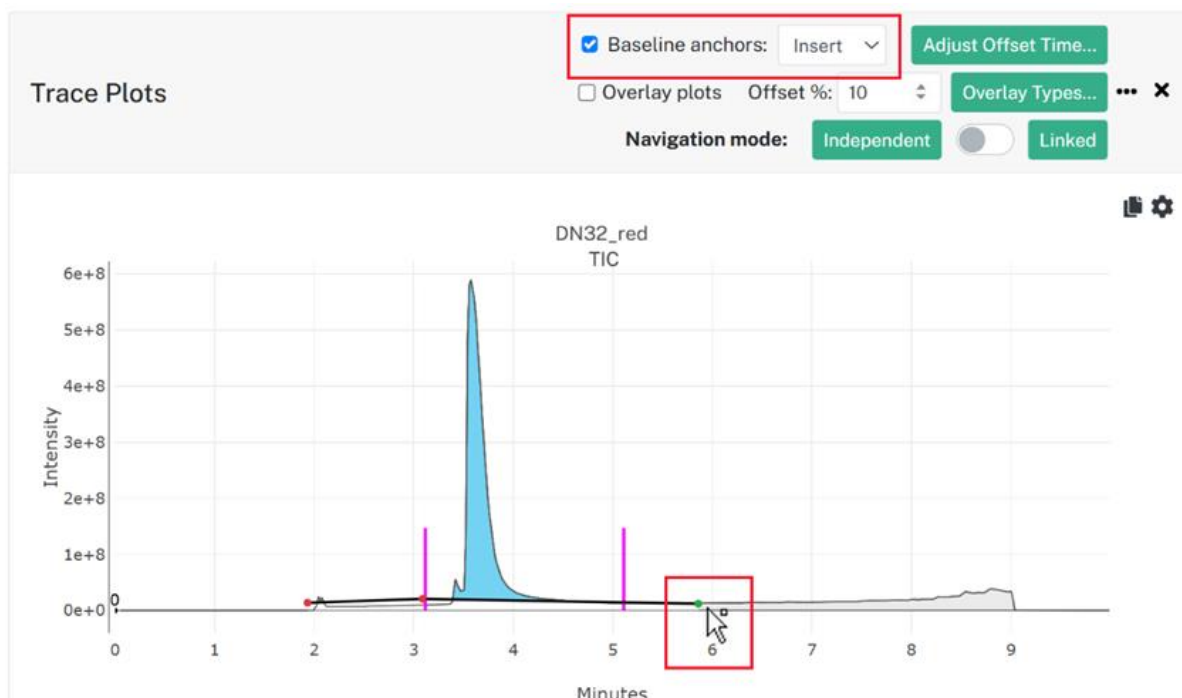 Baseline anchors: Insert Adjust Offset Time...
Trace Plots
Overlay plots Offset %: 10 Overlay Types...
Navigation mode: Independent Linked
DN32_red
TIC
6e+8
5e+8
4e+8
3e+8
2e+8
1e+8
0e+0
0
Intensity
0 1 2 3 4 5 6 7 8 9
Minutes